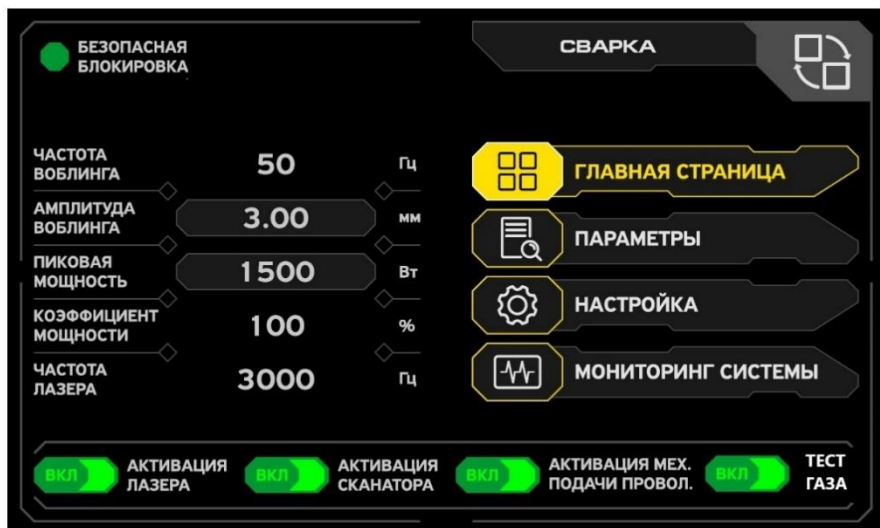 БЕЗОПАСНАЯ
БЛОКИРОВКА
СВАРКА
ЧАСТОТА
ВОБЛИНГА
50
Гц
АМПЛИТУДА
ВОБЛИНГА
3.00
мм
ПИКОВАЯ
МОЩНОСТЬ
1500
Вт
КОЭФФИЦИЕНТ
МОЩНОСТИ
100
%
ЧАСТОТА
ЛАЗЕРА
3000
Гц
ГЛАВНАЯ СТРАНИЦА
ПАРАМЕТРЫ
НАСТРОЙКА
МОНИТОРИНГ СИСТЕМЫ
ВКЛ
АКТИВАЦИЯ
ЛАЗЕРА
ВКЛ
АКТИВАЦИЯ
СКАНАТОРА
ВКЛ
АКТИВАЦИЯ МЕХ.
ПОДАЧИ ПРОВОЛ.
ВКЛ
ТЕСТ
ГАЗА